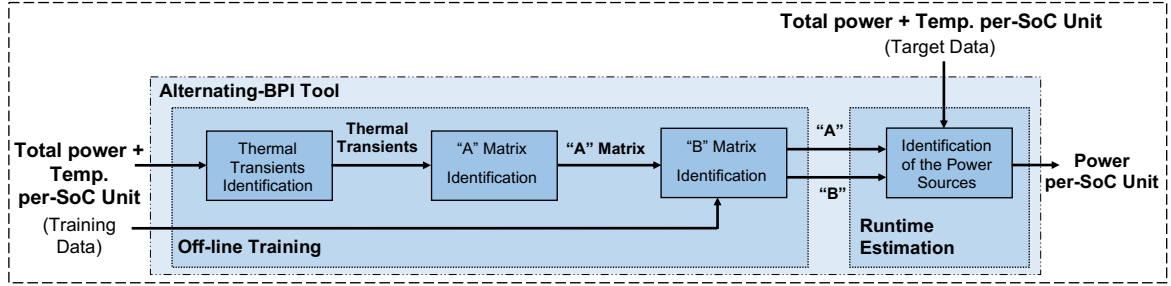 Total power + Temp. per-SoC Unit
(Target Data)
Alternating-BPI Tool
Total power +
Temp.
per-SoC Unit
(Training
Data)
Thermal
Transients
Identification
Thermal
Transients
“A” Matrix
Identification
“A” Matrix
“B” Matrix
Identification
“A”
“B”
Identification
of the Power
Sources
Power
per-SoC Unit
Off-line Training
Runtime
Estimation